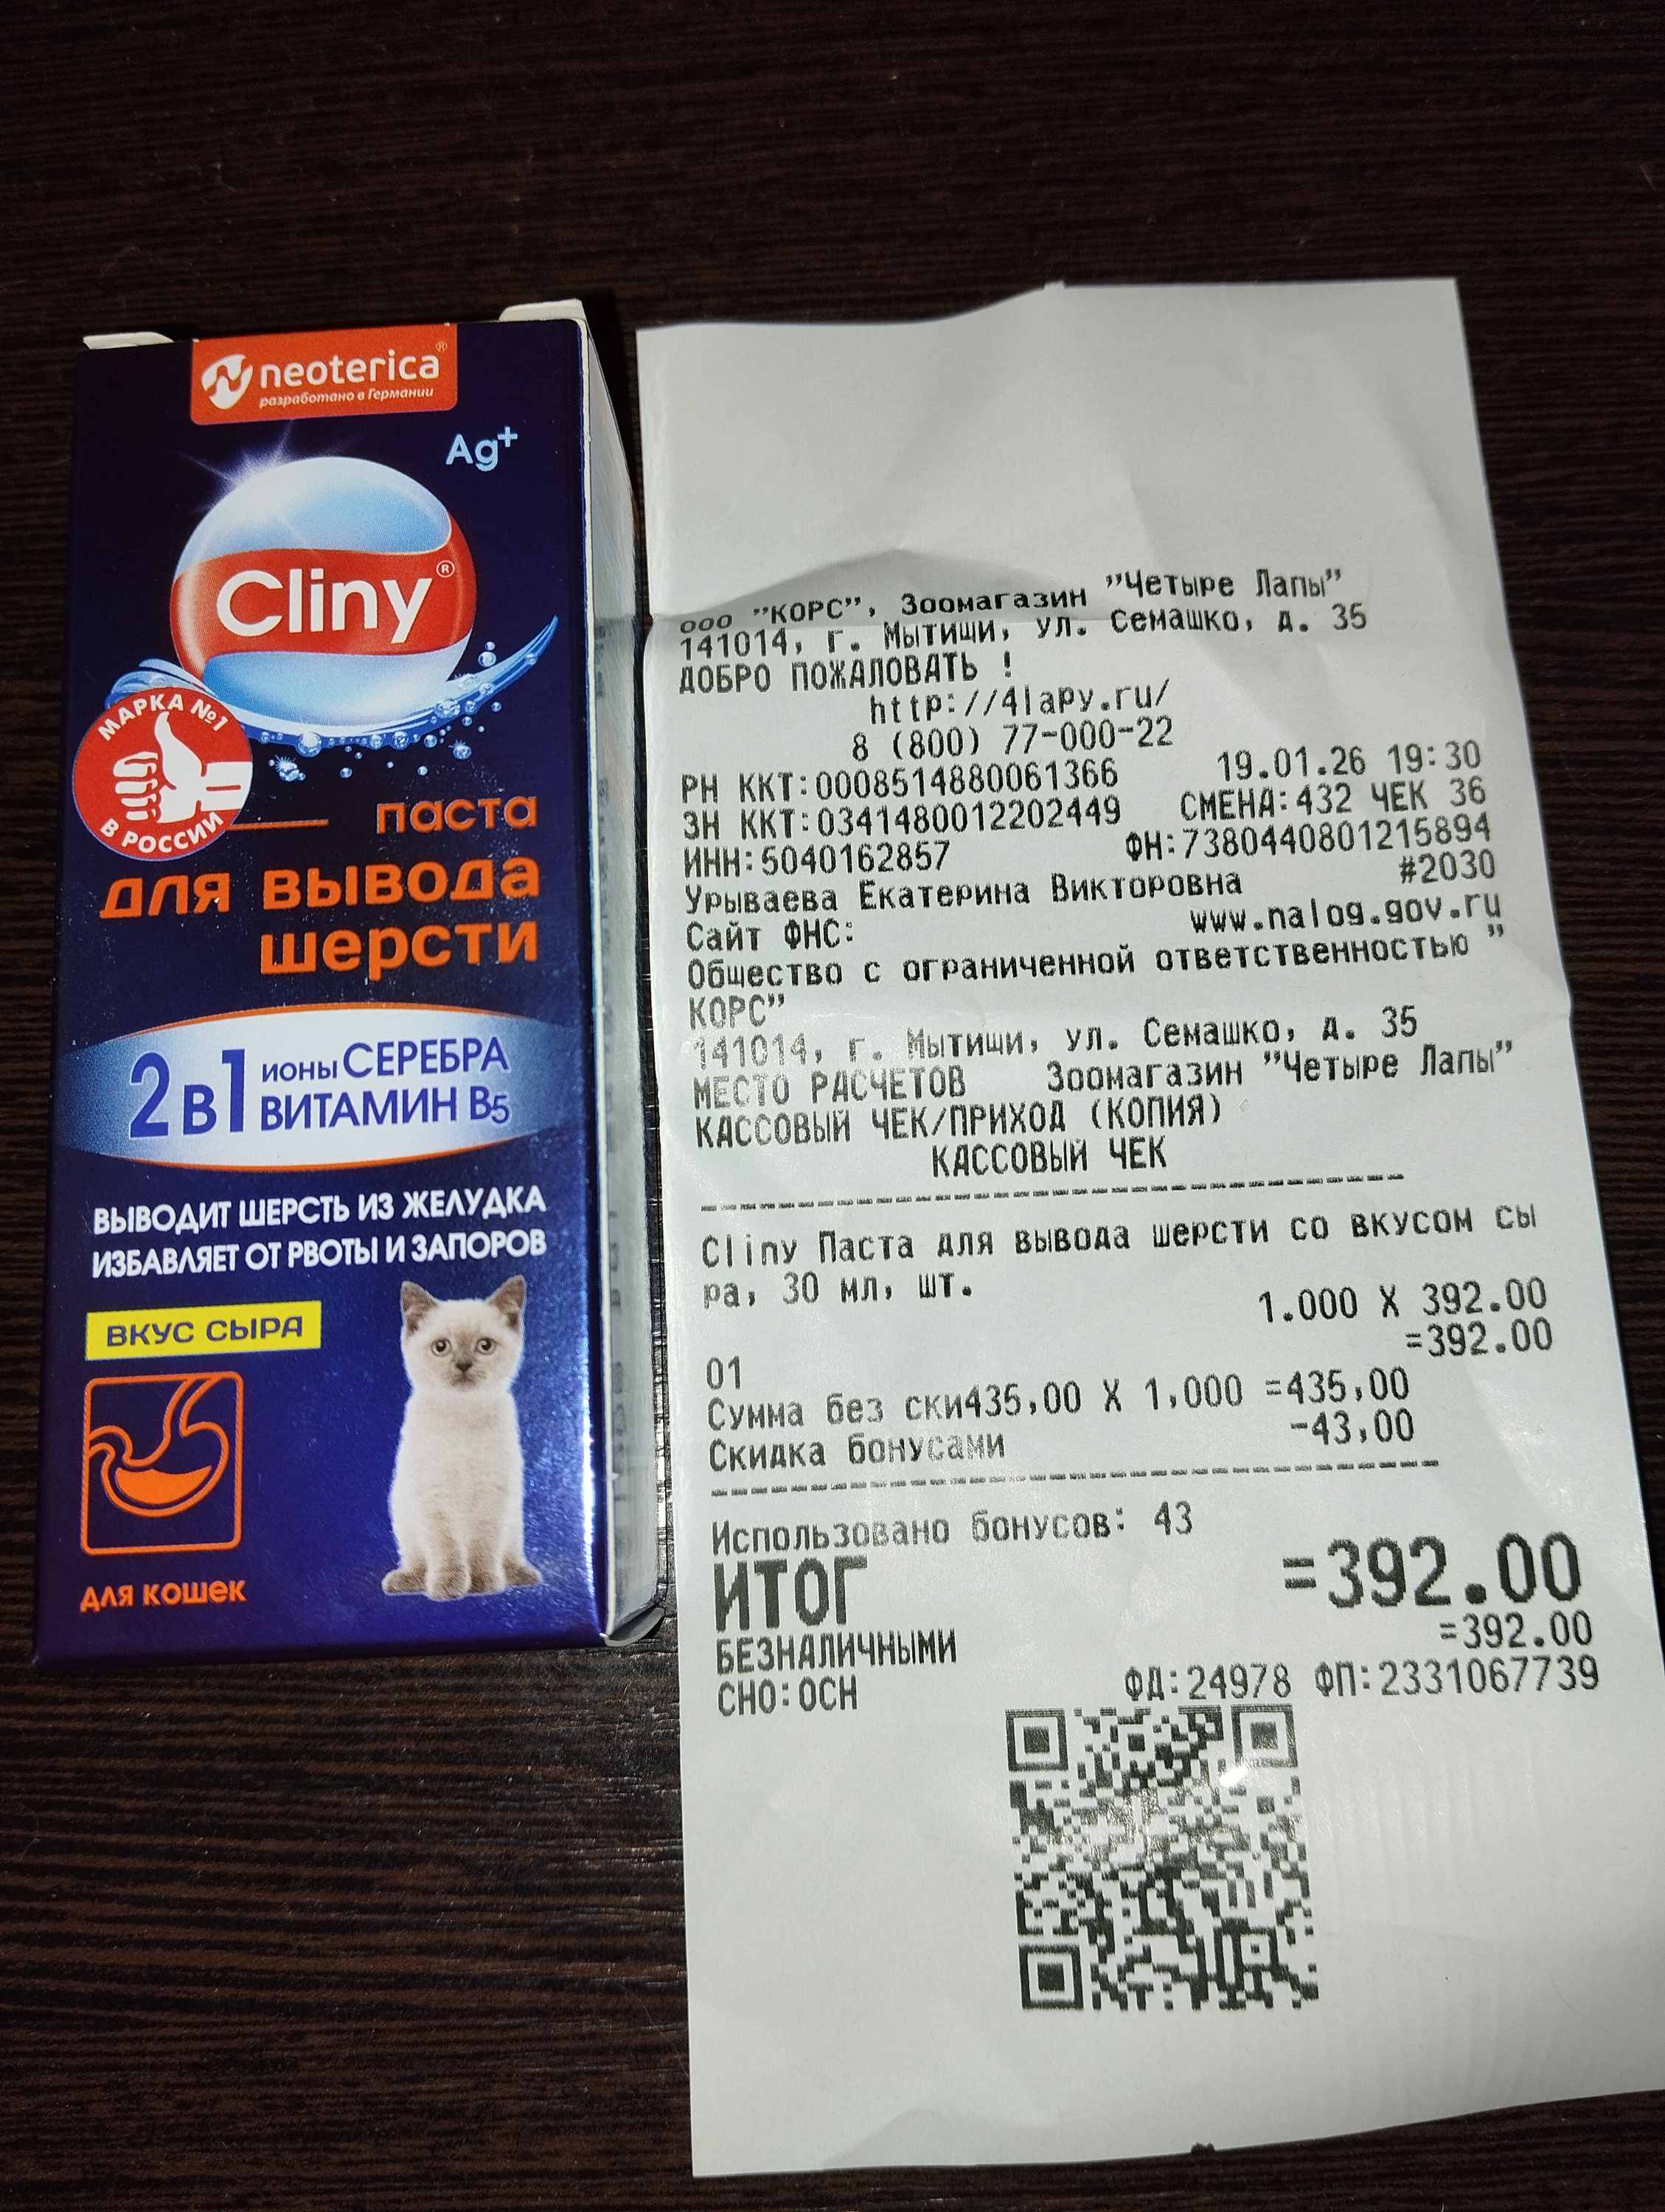 neoterica®
разработано в Германии
Ag+
Cliny®
МАРКА №1
В РОССИИ
паста
для вывода
шерсти
2 в 1 ионы СЕРЕБРА
ВИТАМИН B5
ВЫВОДИТ ШЕРСТЬ ИЗ ЖЕЛУДКА
ИЗБАВЛЯЕТ ОТ РВОТЫ И ЗАПОРОВ
ВКУС СЫРА
для кошек
ООО "КОРС", Зоомагазин "Четыре Лапы"
141014, г. Мытищи, ул. Семашко, д. 35
ДОБРО ПОЖАЛОВАТЬ !
http://4lapy.ru/
8 (800) 77-000-22
РН ККТ:0008514880061366 19.01.26 19:30
ЗН ККТ:0341480012202449 СМЕНА:432 ЧЕК 36
ИНН:5040162857 ФН:7380440801215894
Урываева Екатерина Викторовна #2030
Сайт ФНС: www.nalog.gov.ru
Общество с ограниченной ответственностью "
КОРС"
141014, г. Мытищи, ул. Семашко, д. 35
МЕСТО РАСЧЕТОВ Зоомагазин "Четыре Лапы"
КАССОВЫЙ ЧЕК/ПРИХОД (КОПИЯ)
КАССОВЫЙ ЧЕК
Cliny Паста для вывода шерсти со вкусом сы
ра, 30 мл, шт.
1.000 X 392.00
01 =392.00
Сумма без ски435,00 X 1,000 =435,00
Скидка бонусами -43,00
Использовано бонусов: 43
ИТОГ =392.00
БЕЗНАЛИЧНЫМИ =392.00
СНО:ОСН ФД:24978 ФП:2331067739